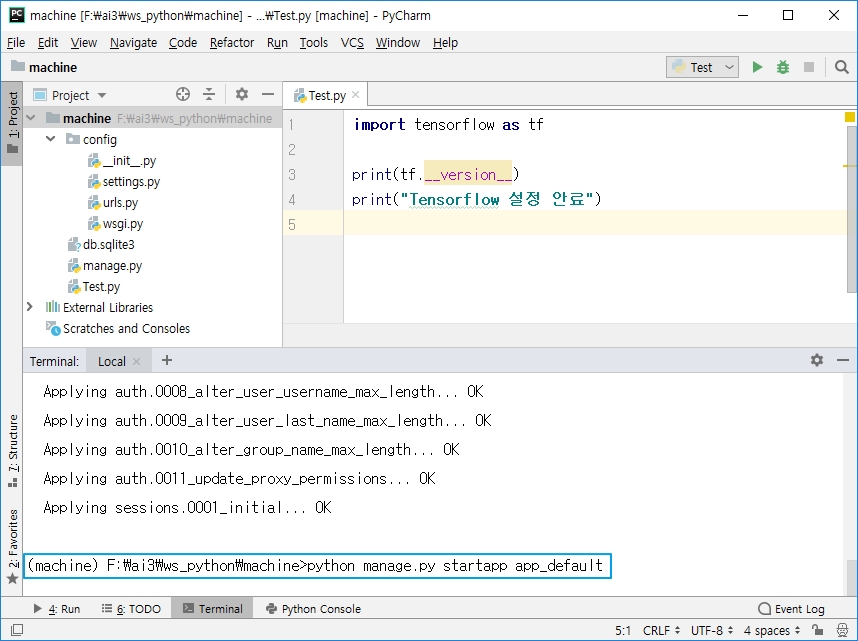 machine [F:₩ai3₩ws_python₩machine] - ...₩Test.py [machine] - PyCharm
File Edit View Navigate Code Refactor Run Tools VCS Window Help
machine
Test
1: Project
Project
Test.py
machine F:₩ai3₩ws_python₩machine
config
__init__.py
settings.py
urls.py
wsgi.py
db.sqlite3
manage.py
Test.py
External Libraries
Scratches and Consoles
1 import tensorflow as tf
2
3 print(tf.__version__)
4 print("Tensorflow 설정 안료")
5
Terminal: Local +
Applying auth.0008_alter_user_username_max_length... OK
Applying auth.0009_alter_user_last_name_max_length... OK
Applying auth.0010_alter_group_name_max_length... OK
Applying auth.0011_update_proxy_permissions... OK
Applying sessions.0001_initial... OK
(machine) F:₩ai3₩ws_python₩machine>python manage.py startapp app_default
7: Structure
2: Favorites
4: Run 6: TODO Terminal Python Console Event Log
5:1 CRLF UTF-8 4 spaces